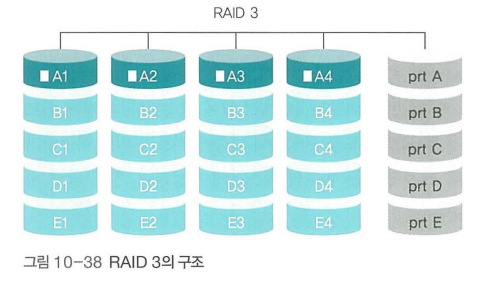 RAID 3
A1 A2 A3 A4 prt A
B1 B2 B3 B4 prt B
C1 C2 C3 C4 prt C
D1 D2 D3 D4 prt D
E1 E2 E3 E4 prt E
그림 10-38 RAID 3의 구조